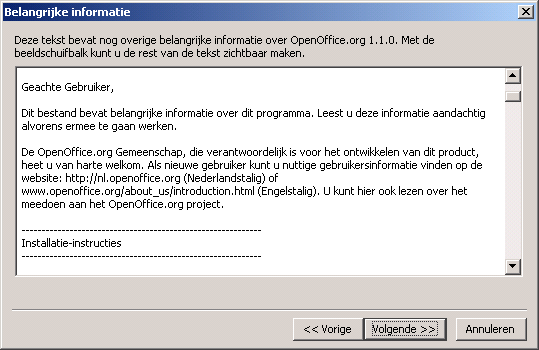 Belangrijke informatie
Deze tekst bevat nog overige belangrijke informatie over OpenOffice.org 1.1.0. Met de
beeldschuifbalk kunt u de rest van de tekst zichtbaar maken.
Geachte Gebruiker,
Dit bestand bevat belangrijke informatie over dit programma. Leest u deze informatie aandachtig
alvorens ermee te gaan werken.
De OpenOffice.org Gemeenschap, die verantwoordelijk is voor het ontwikkelen van dit product,
heet u van harte welkom. Als nieuwe gebruiker kunt u nuttige gebruikersinformatie vinden op de
website: http://nl.openoffice.org (Nederlandstalig) of
www.openoffice.org/about_us/introduction.html (Engelstalig). U kunt hier ook lezen over het
meedoen aan het OpenOffice.org project.
------------------------------------------------------------
Installatie-instructies
------------------------------------------------------------
<< Vorige
Volgende >>
Annuleren